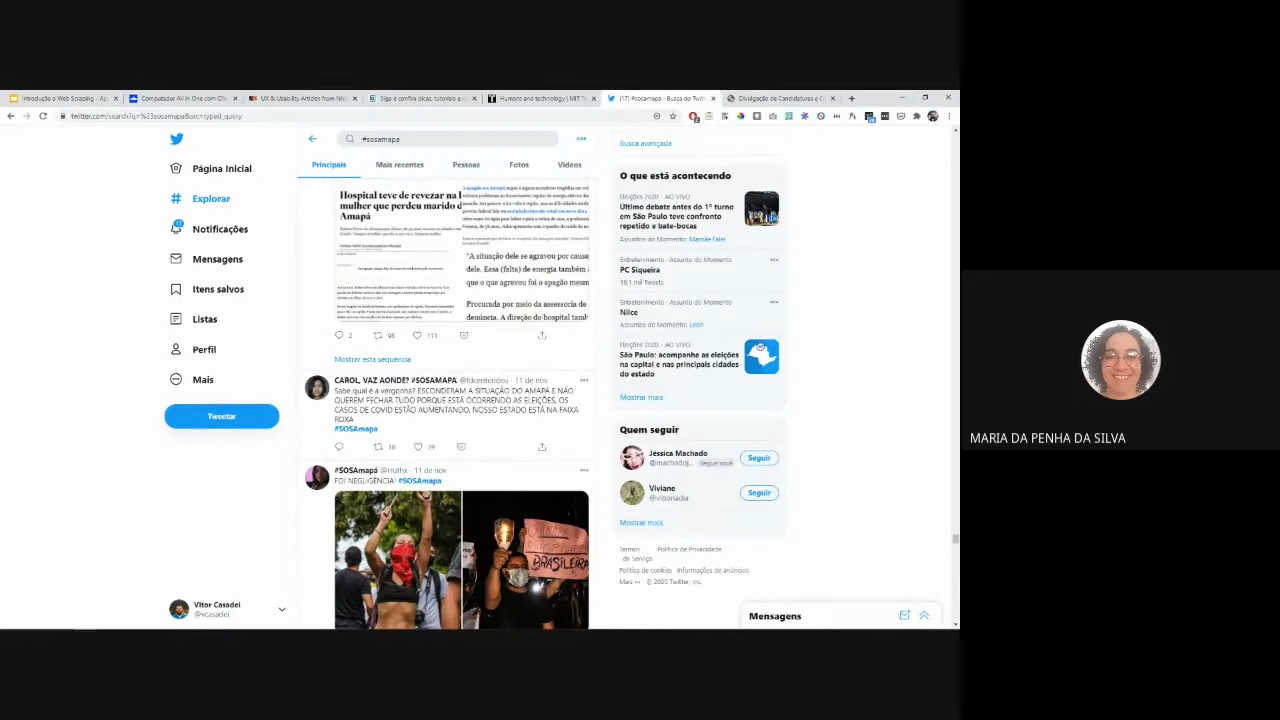 Introdução a Web Scraping - Ap
Computador All in One com Ofe
UX & Usability Articles from Nie
Siga e confira dicas, tutoriais e n
Humans and technology | MIT T
(17) #sosamapa - Busca do Twitt
Divulgação de Candidaturas e C
twitter.com/search?q=%23sosamapa&src=typed_query
Página Inicial
Explorar
17
Notificações
Mensagens
Itens salvos
Listas
Perfil
Mais
Tweetar
Vitor Casadei
@vcasadei
#sosamapa
Principais
Mais recentes
Pessoas
Fotos
Vídeos
Hospital teve de revezar na l
mulher que perdeu marido d
Amapá
"A situação dele se agravou por causa
dele. Essa (falta) de energia também a
que o que agravou foi o apagão mesm
Procurada por meio da assessoria de
denúncia. A direção do hospital tamb
2
98
111
Mostrar esta sequência
CAROL, VAZ AONDE? #SOSAMAPA @fdcentendeu · 11 de nov
Sabe qual é a vergonha? ESCONDERAM A SITUAÇÃO DO AMAPÁ E NÃO
QUEREM FECHAR TUDO PORQUE ESTÁ OCORRENDO AS ELEIÇÕES, OS
CASOS DE COVID ESTÃO AUMENTANDO, NOSSO ESTADO ESTÁ NA FAIXA
ROXA
#SOSAmapa
18
29
#SOSAmapá @rruthx · 11 de nov
FOI NEGLIGÊNCIA! #SOSAmapa
BRASILEIRA
Busca avançada
O que está acontecendo
Eleições 2020 · AO VIVO
Último debate antes do 1º turno
em São Paulo teve confronto
repetido e bate-bocas
Assuntos do Momento: Mamãe Falei
Entretenimento · Assunto do Momento
PC Siqueira
16,1 mil Tweets
Entretenimento · Assunto do Momento
Nilce
Assuntos do Momento: Leon
Eleições 2020 · AO VIVO
São Paulo: acompanhe as eleições
na capital e nas principais cidades
do estado
Mostrar mais
Quem seguir
Jéssica Machado
@machadoj... Segue você
Seguir
Viviane
@vibonadia
Seguir
Mostrar mais
Termos de Serviço
Política de Privacidade
Política de cookies
Informações de anúncios
Mais ···
© 2020 Twitter, Inc.
Mensagens
MARIA DA PENHA DA SILVA